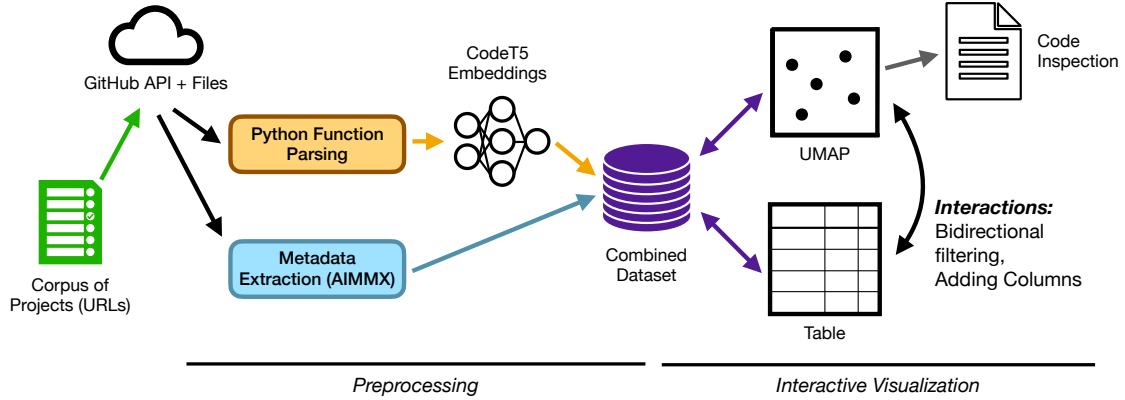 GitHub API + Files
Corpus of
Projects (URLs)
Python Function
Parsing
Metadata
Extraction (AIMMX)
CodeT5
Embeddings
Combined
Dataset
UMAP
Table
Code
Inspection
Interactions:
Bidirectional
filtering,
Adding Columns
Preprocessing
Interactive Visualization